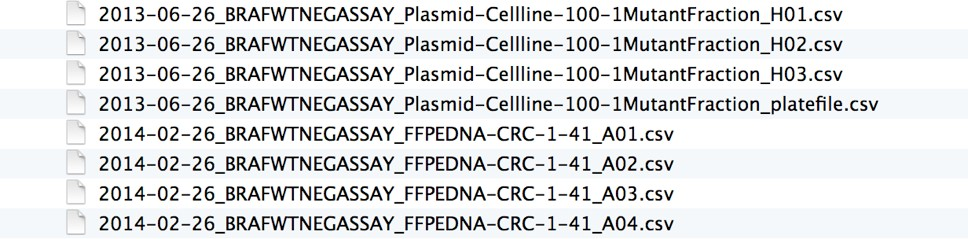 2013-06-26_BRAFWTNEGASSAY_Plasmid-Cellline-100-1MutantFraction_H01.csv
2013-06-26_BRAFWTNEGASSAY_Plasmid-Cellline-100-1MutantFraction_H02.csv
2013-06-26_BRAFWTNEGASSAY_Plasmid-Cellline-100-1MutantFraction_H03.csv
2013-06-26_BRAFWTNEGASSAY_Plasmid-Cellline-100-1MutantFraction_platefile.csv
2014-02-26_BRAFWTNEGASSAY_FFPEDNA-CRC-1-41_A01.csv
2014-02-26_BRAFWTNEGASSAY_FFPEDNA-CRC-1-41_A02.csv
2014-02-26_BRAFWTNEGASSAY_FFPEDNA-CRC-1-41_A03.csv
2014-02-26_BRAFWTNEGASSAY_FFPEDNA-CRC-1-41_A04.csv